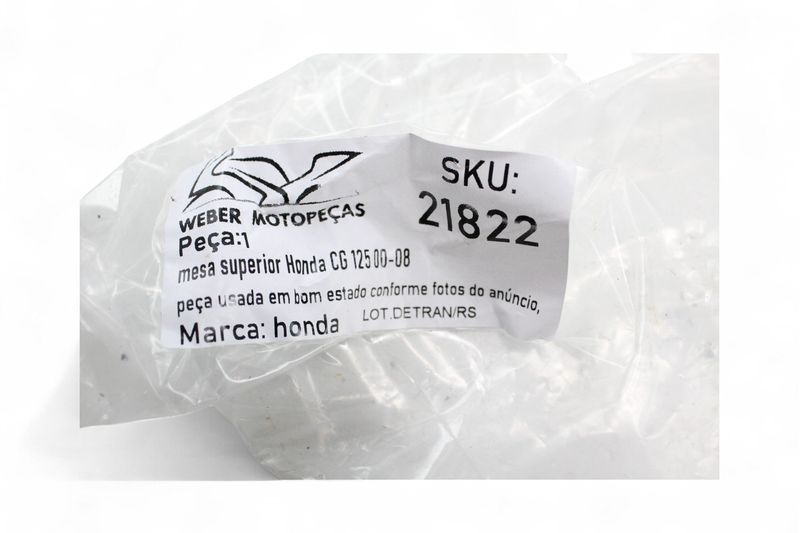 WEBER MOTOPEÇAS
SKU:
21822
Peça:1
mesa superior Honda CG 125 00-08
peça usada em bom estado conforme fotos do anúncio,
Marca: honda
LOT.DETRAN/RS